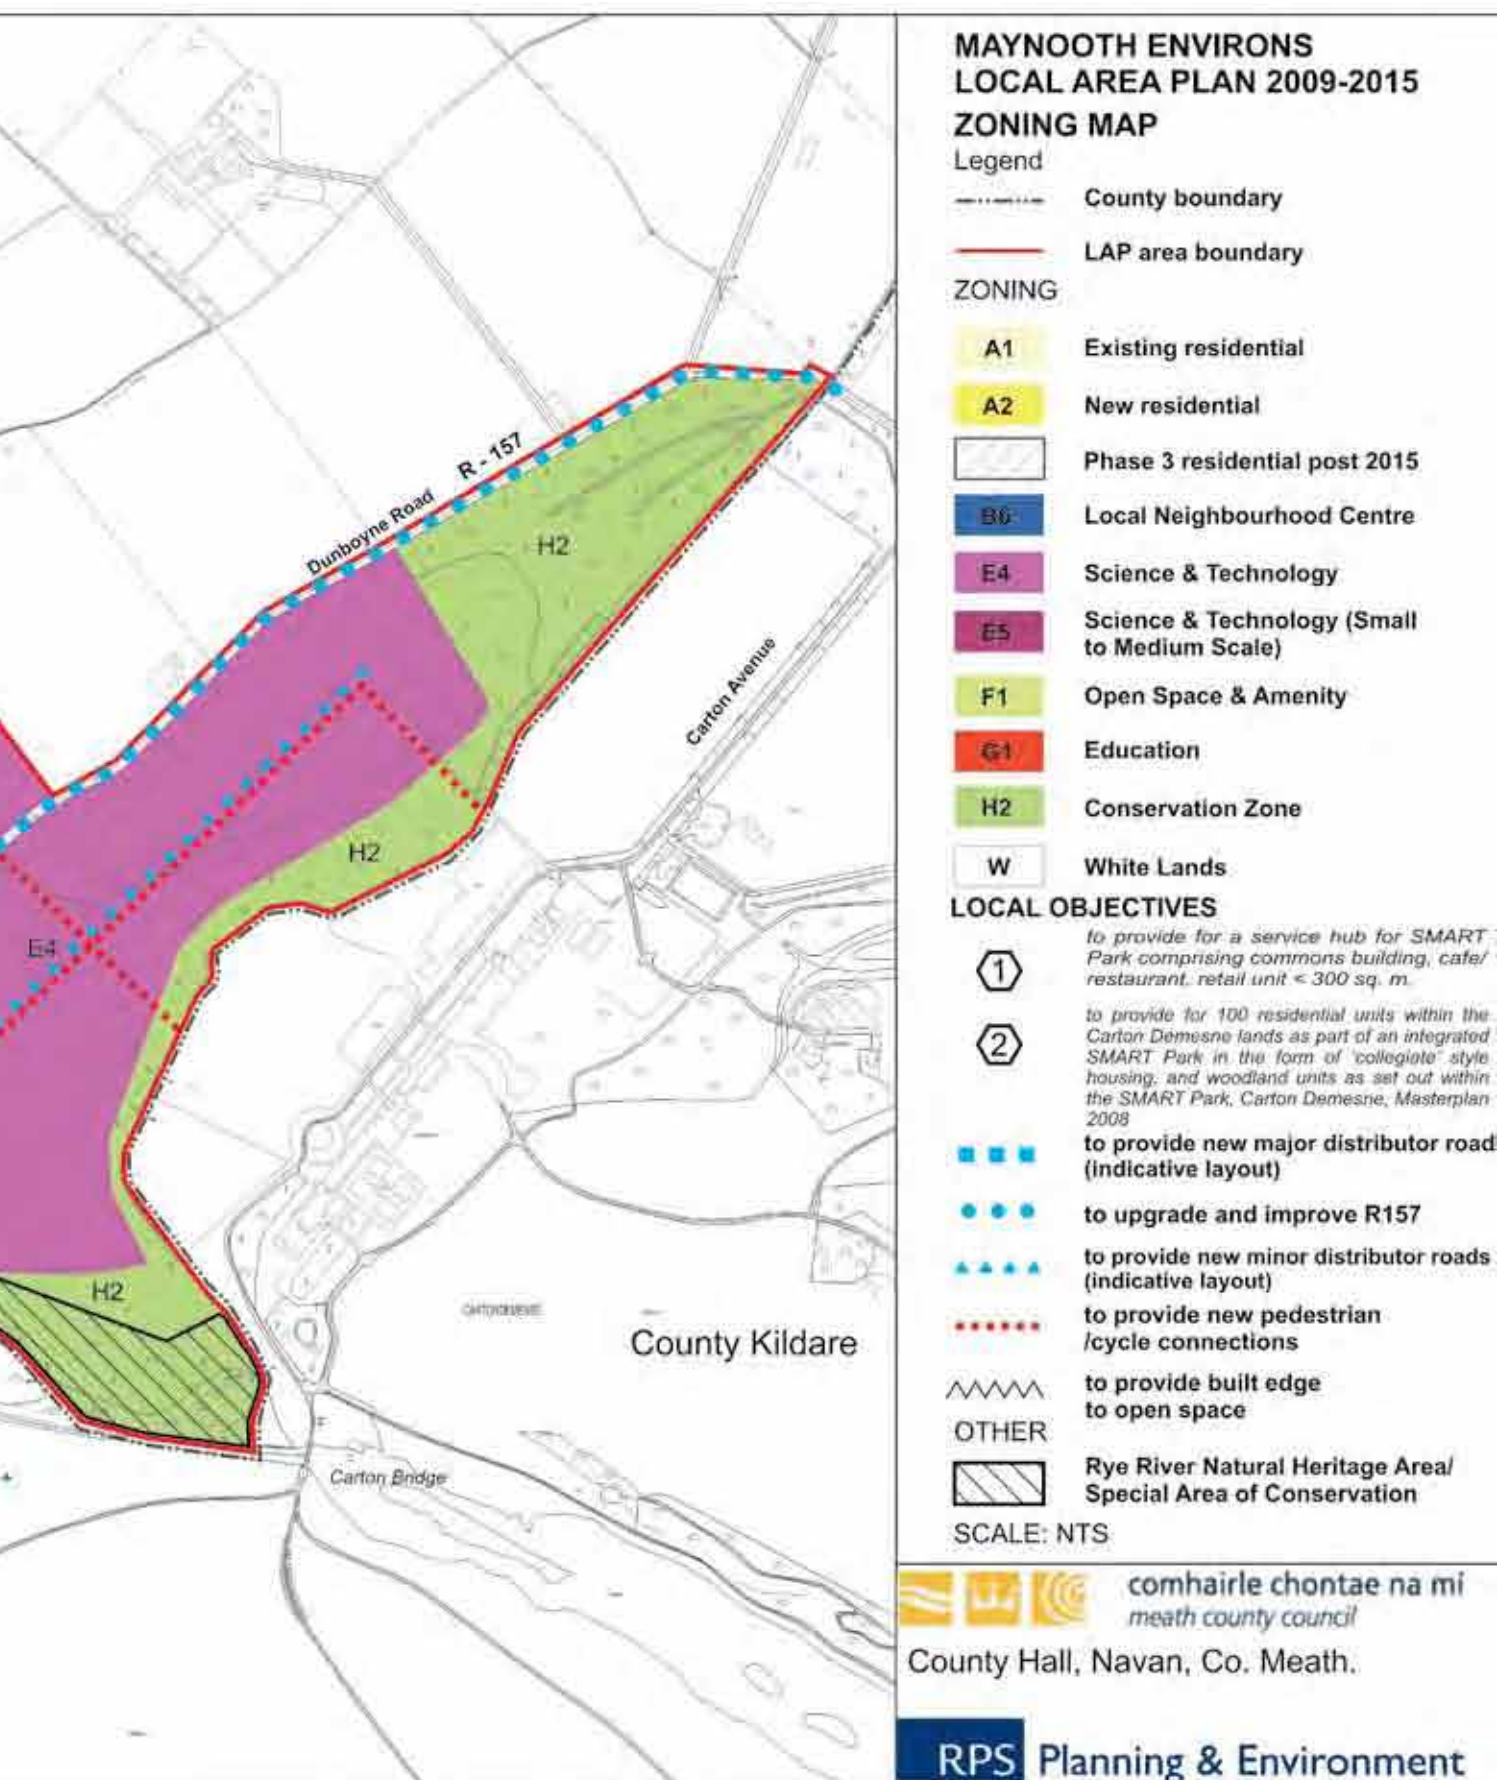 R - 157
Dunboyne Road
H2
Carton Avenue
H2
E4
H2
County Kildare
Carton Bridge
MAYNOOTH ENVIRONS
LOCAL AREA PLAN 2009-2015
ZONING MAP
Legend
County boundary
LAP area boundary
ZONING
A1 Existing residential
A2 New residential
Phase 3 residential post 2015
B6 Local Neighbourhood Centre
E4 Science & Technology
E5 Science & Technology (Small
to Medium Scale)
F1 Open Space & Amenity
G1 Education
H2 Conservation Zone
W White Lands
LOCAL OBJECTIVES
1
to provide for a service hub for SMART
Park comprising commons building, cafe/
restaurant, retail unit < 300 sq. m.
2
to provide for 100 residential units within the
Carton Demesne lands as part of an integrated
SMART Park in the form of 'collegiate' style
housing, and woodland units as set out within
the SMART Park, Carton Demesne, Masterplan
2008
to provide new major distributor road
(indicative layout)
to upgrade and improve R157
to provide new minor distributor roads
(indicative layout)
to provide new pedestrian
/cycle connections
to provide built edge
to open space
OTHER
Rye River Natural Heritage Area/
Special Area of Conservation
SCALE: NTS
comhairle chontae na mí
meath county council
County Hall, Navan, Co. Meath.
RPS Planning & Environment